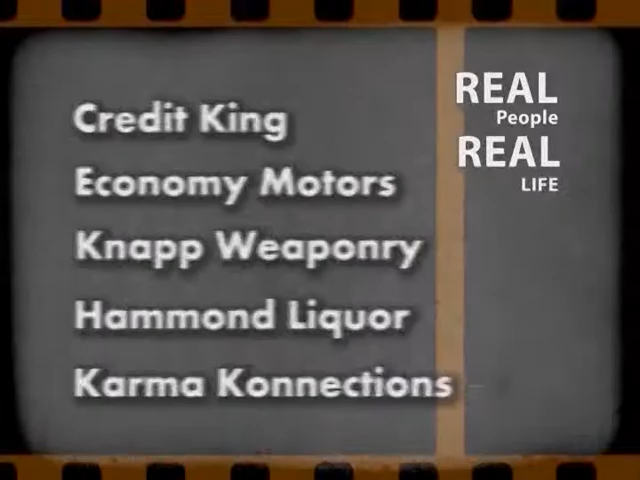 Credit King
Economy Motors
Knapp Weaponry
Hammond Liquor
Karma Konnections
REAL
People
REAL
LIFE